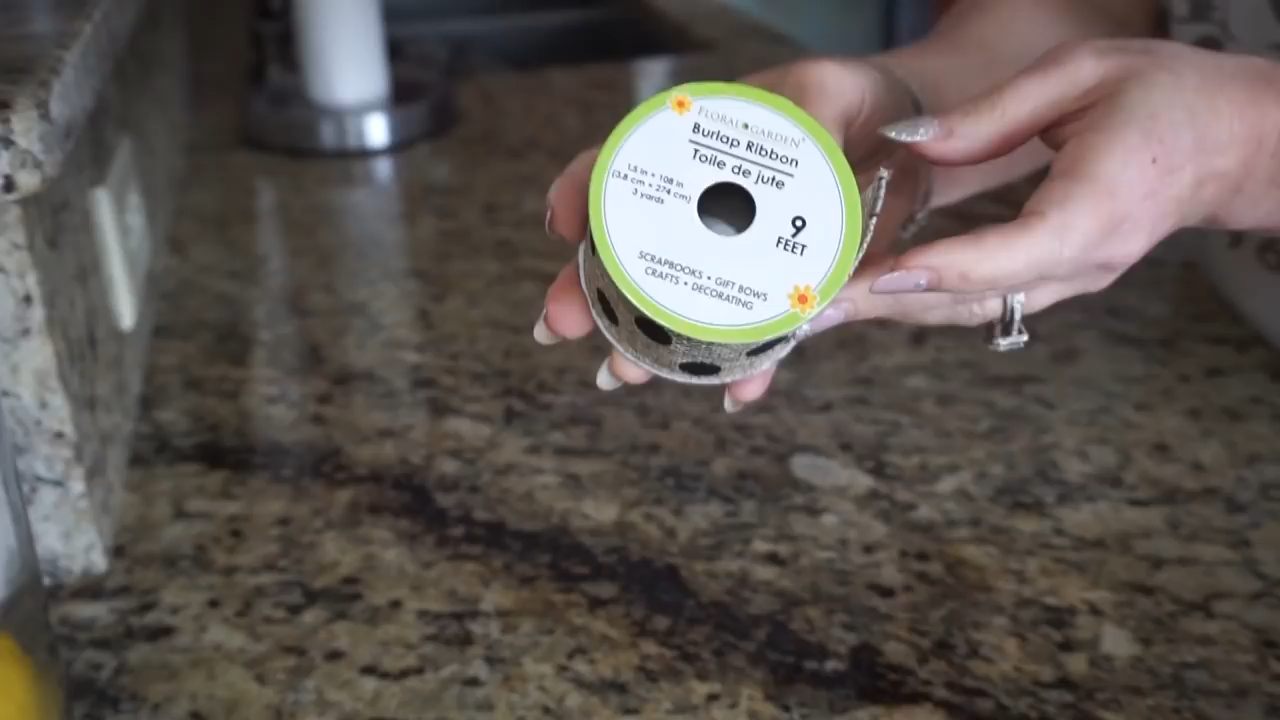 FLORAL GARDEN®
Burlap Ribbon
Toile de jute
1.5 in × 108 in
(3.8 cm × 274 cm)
3 yards
9
FEET
SCRAPBOOKS • GIFT BOWS
CRAFTS • DECORATING